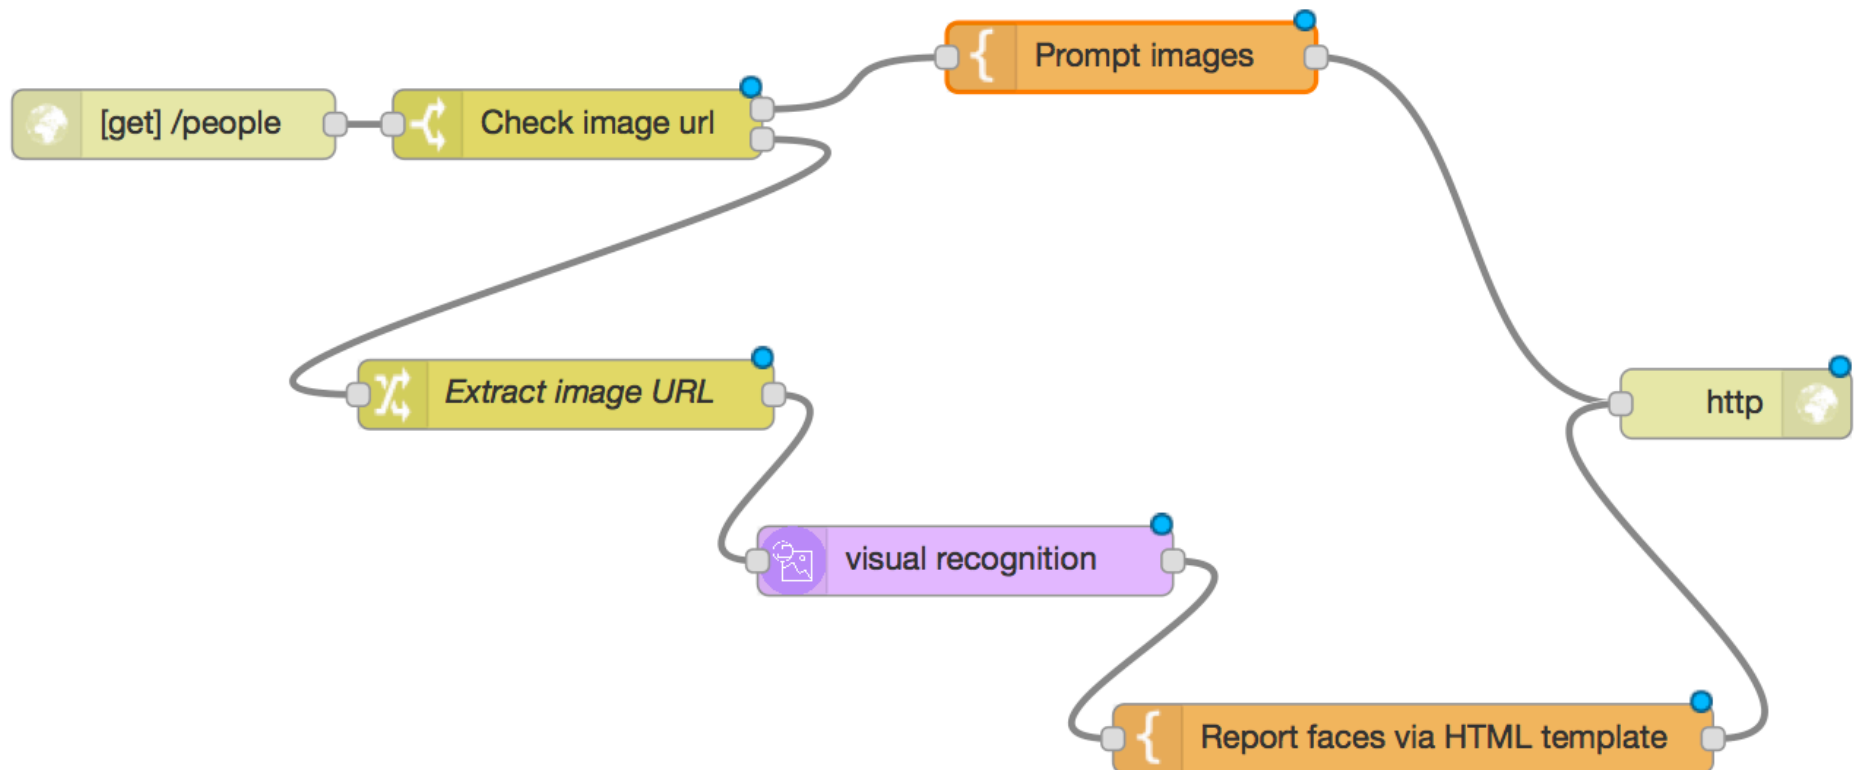 Prompt images
[get] /people
Check image url
Extract image URL
http
visual recognition
Report faces via HTML template